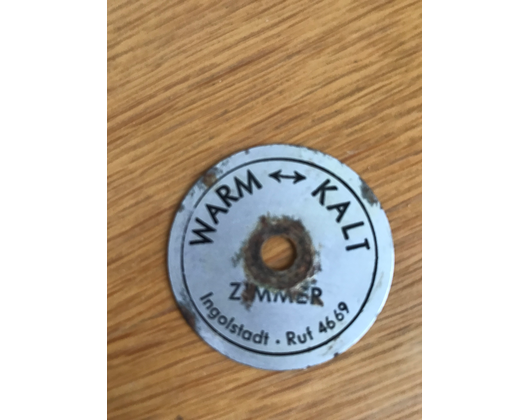 WARM ↔ KALT
ZIMMER
Ingolstadt · Ruf 4669